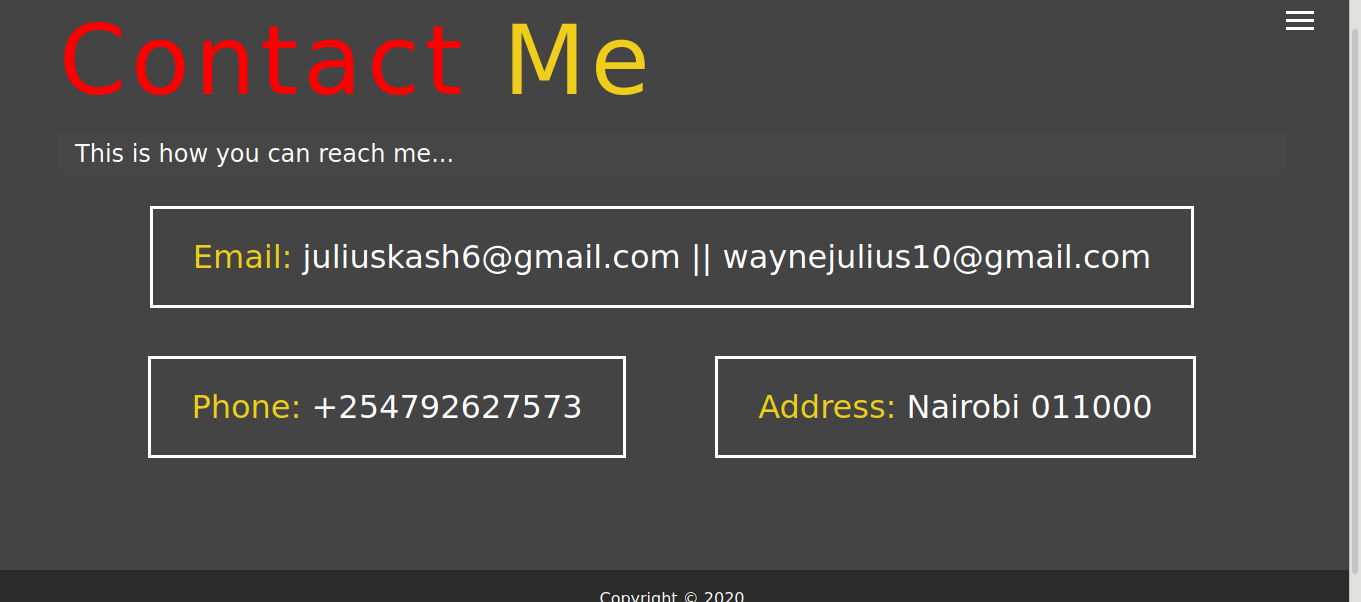 Contact Me
This is how you can reach me...
Email: juliuskash6@gmail.com || waynejulius10@gmail.com
Phone: +254792627573
Address: Nairobi 011000
Copyright © 2020